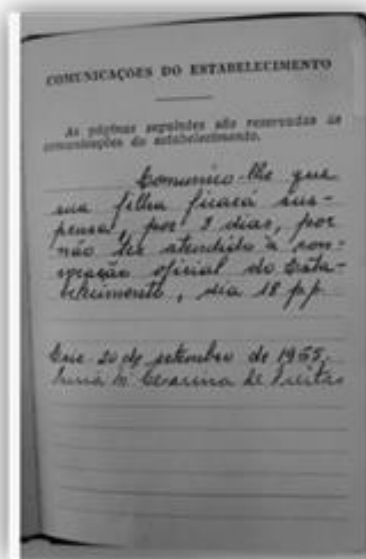 COMUNICAÇÕES DO ESTABELECIMENTO
As páginas seguintes são reservadas às
comunicações do estabelecimento.
Comunico-lhe que
sua filha ficará sus-
pensa, por 2 dias, por
não ter atendido à con-
vocação oficial do Esta-
belecimento, dia 18 p.p.
20 de setembro de 1955.
de Freitas